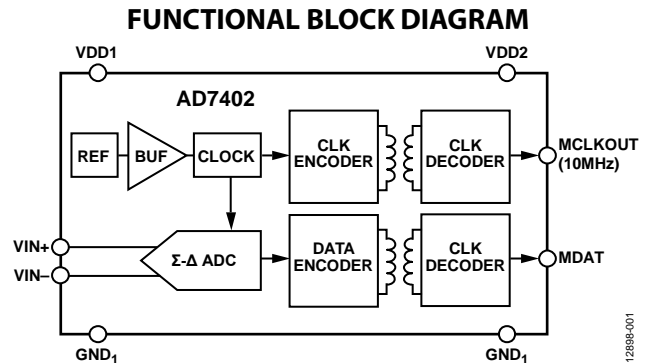 FUNCTIONAL BLOCK DIAGRAM
VDD1
VDD2
AD7402
REF
BUF
CLOCK
CLK
ENCODER
CLK
DECODER
MCLKOUT
(10MHz)
VIN+
VIN–
Σ-Δ ADC
DATA
ENCODER
CLK
DECODER
MDAT
GND₁
GND₁
12898-001